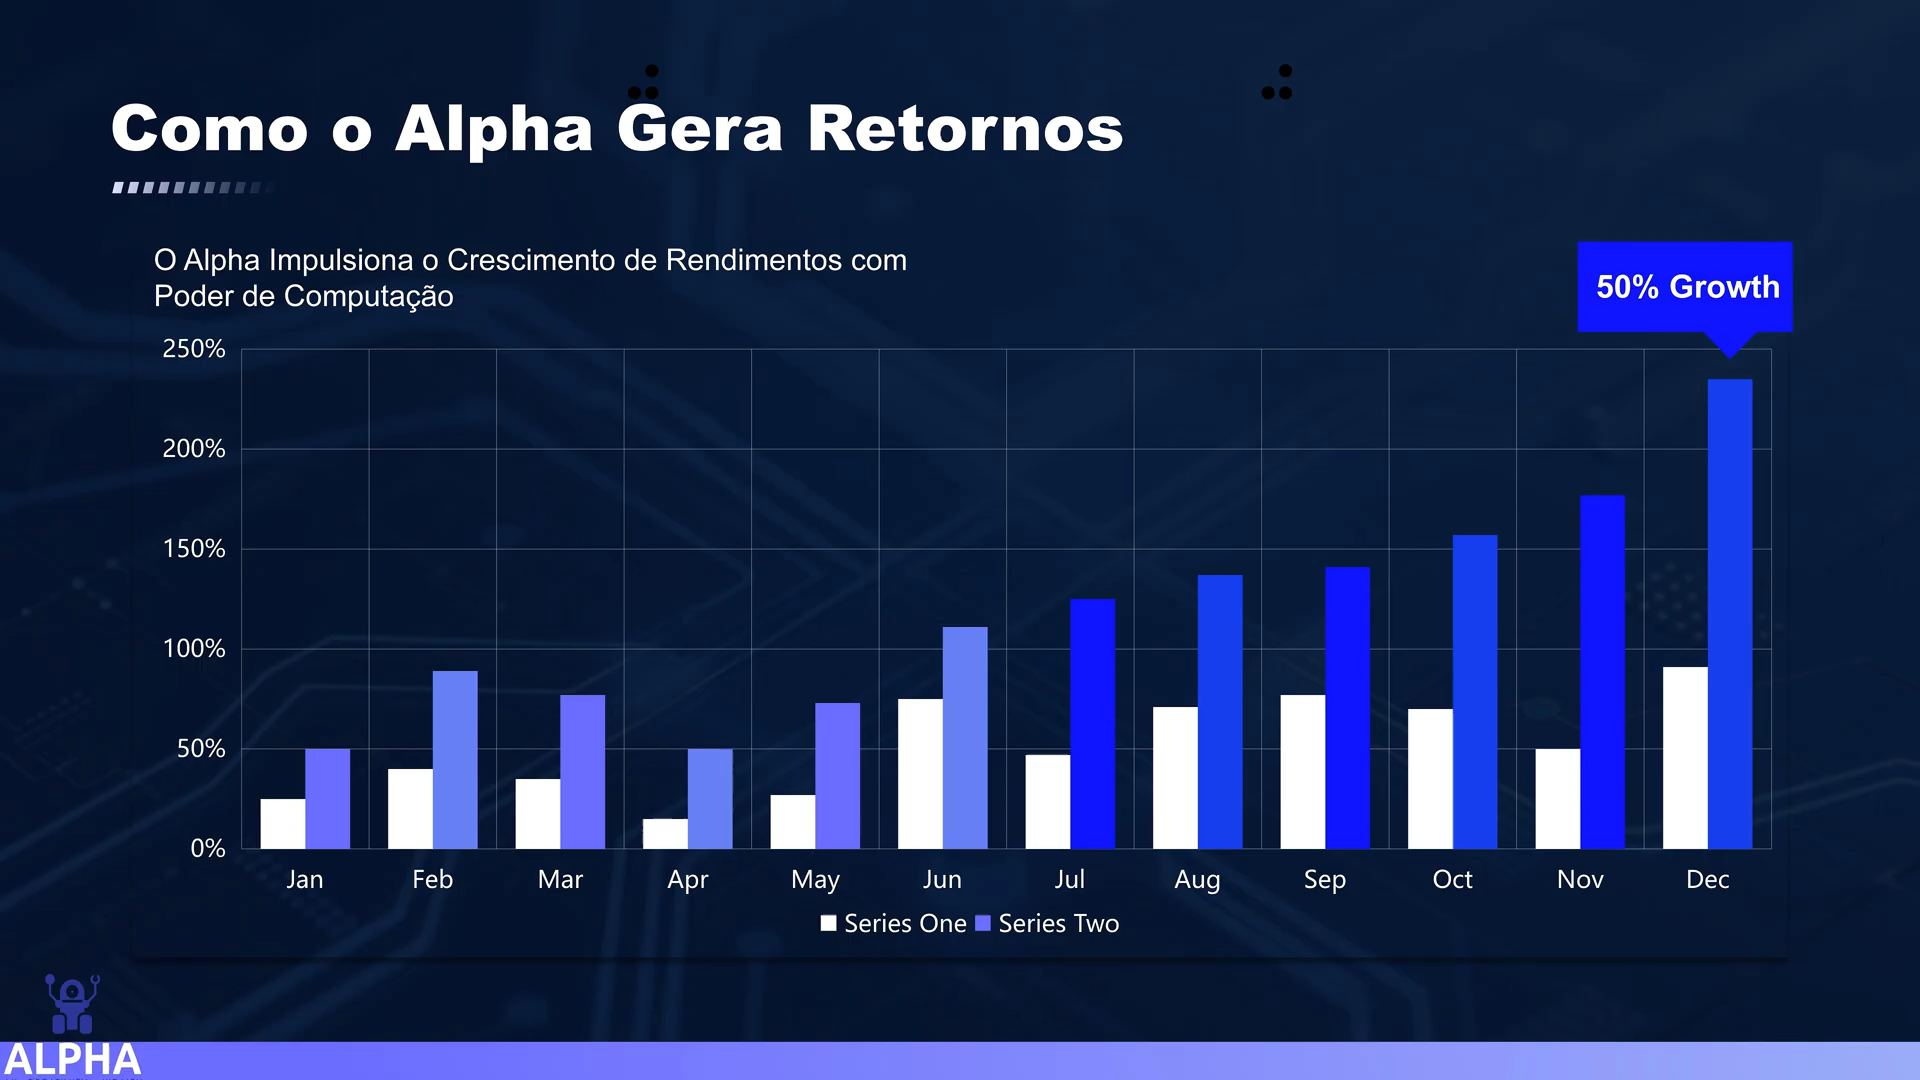 Como o Alpha Gera Retornos
O Alpha Impulsiona o Crescimento de Rendimentos com
Poder de Computação
50% Growth
250%
200%
150%
100%
50%
0%
Jan Feb Mar Apr May Jun Jul Aug Sep Oct Nov Dec
Series One Series Two
ALPHA